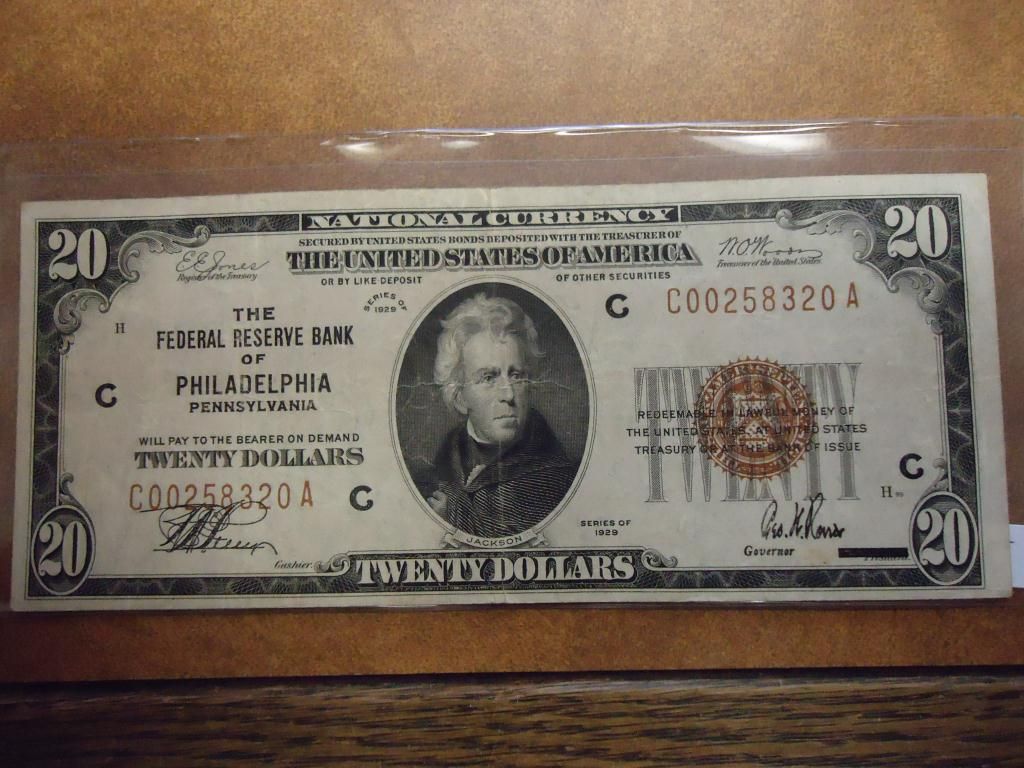 NATIONAL CURRENCY
SECURED BY UNITED STATES BONDS DEPOSITED WITH THE TREASURER OF
THE UNITED STATES OF AMERICA
OR BY LIKE DEPOSIT OF OTHER SECURITIES
20
20
E E Jones
Register of the Treasury
W.O. Woods
Treasurer of the United States
SERIES OF
1929
C
C00258320 A
H
THE
FEDERAL RESERVE BANK
OF
PHILADELPHIA
PENNSYLVANIA
C
WILL PAY TO THE BEARER ON DEMAND
TWENTY DOLLARS
C00258320 A
C
TWENTY
REDEEMABLE IN LAWFUL MONEY OF
THE UNITED STATES AT UNITED STATES
TREASURY OR AT THE BANK OF ISSUE
C
H
SERIES OF
1929
JACKSON
Cashier
Governor
20
TWENTY DOLLARS
20